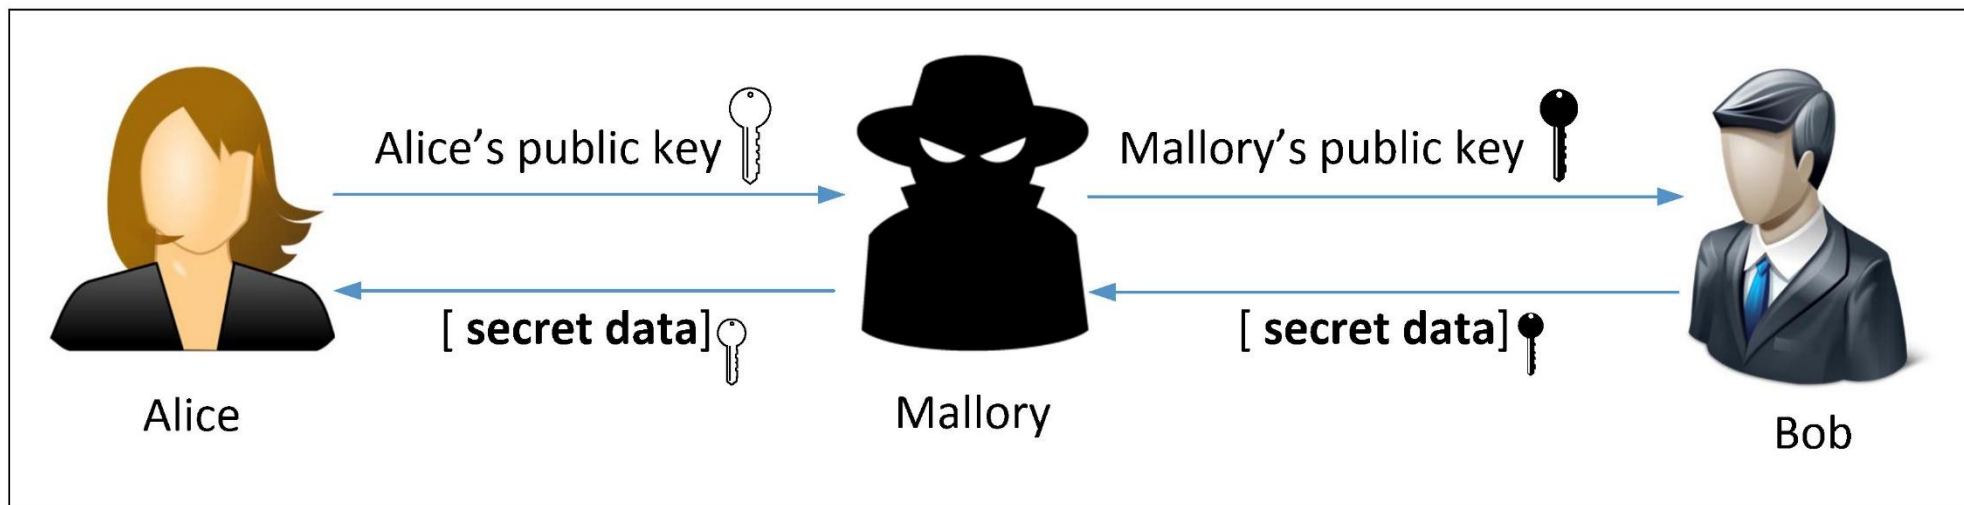 Alice’s public key
Mallory’s public key
[ secret data]
[ secret data]
Alice
Mallory
Bob